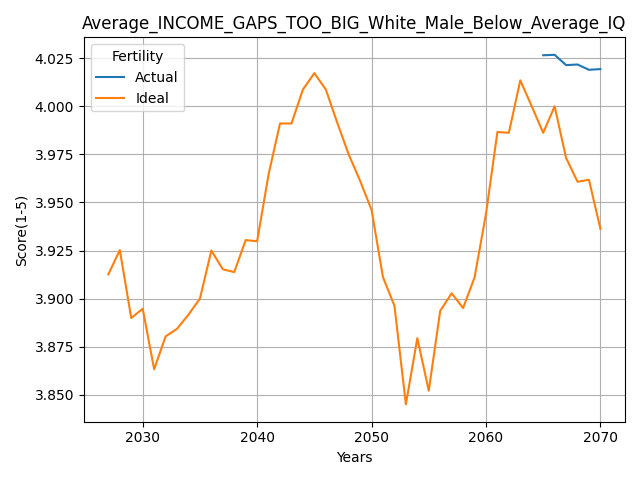 Average_INCOME_GAPS_TOO_BIG_White_Male_Below_Average_IQ
Fertility
Actual
Ideal
4.025
4.000
3.975
3.950
3.925
3.900
3.875
3.850
Score(1-5)
2030
2040
2050
2060
2070
Years